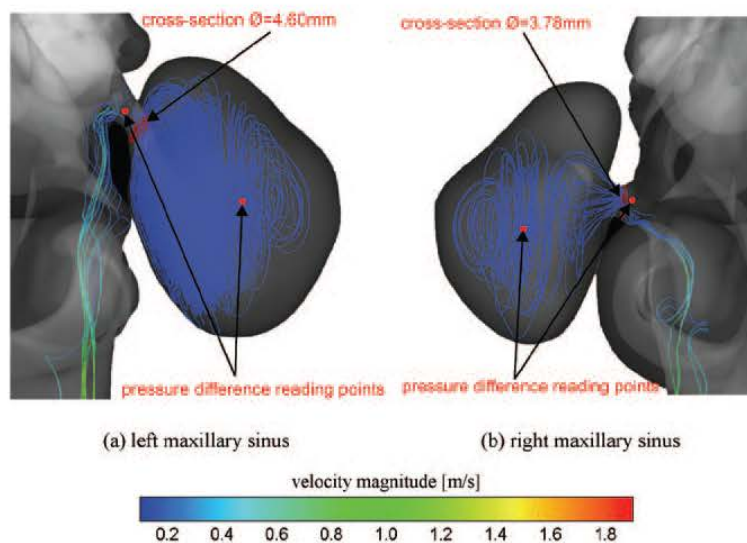 cross-section Ø=4.60mm
cross-section Ø=3.78mm
pressure difference reading points
pressure difference reading points
(a) left maxillary sinus
(b) right maxillary sinus
velocity magnitude [m/s]
0.2 0.4 0.6 0.8 1.0 1.2 1.4 1.6 1.8